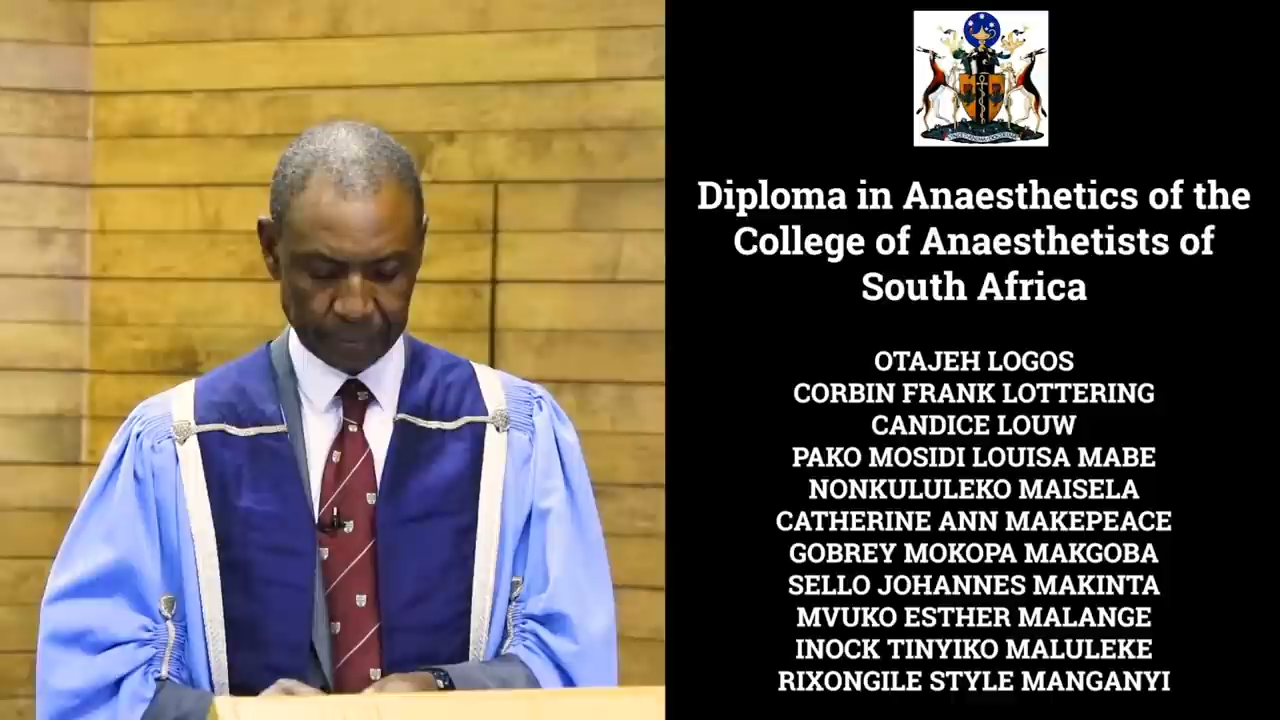 Diploma in Anaesthetics of the
College of Anaesthetists of
South Africa
OTAJEH LOGOS
CORBIN FRANK LOTTERING
CANDICE LOUW
PAKO MOSIDI LOUISA MABE
NONKULULEKO MAISELA
CATHERINE ANN MAKEPEACE
GOBREY MOKOPA MAKGOBA
SELLO JOHANNES MAKINTA
MVUKO ESTHER MALANGE
INOCK TINYIKO MALULEKE
RIXONGILE STYLE MANGANYI